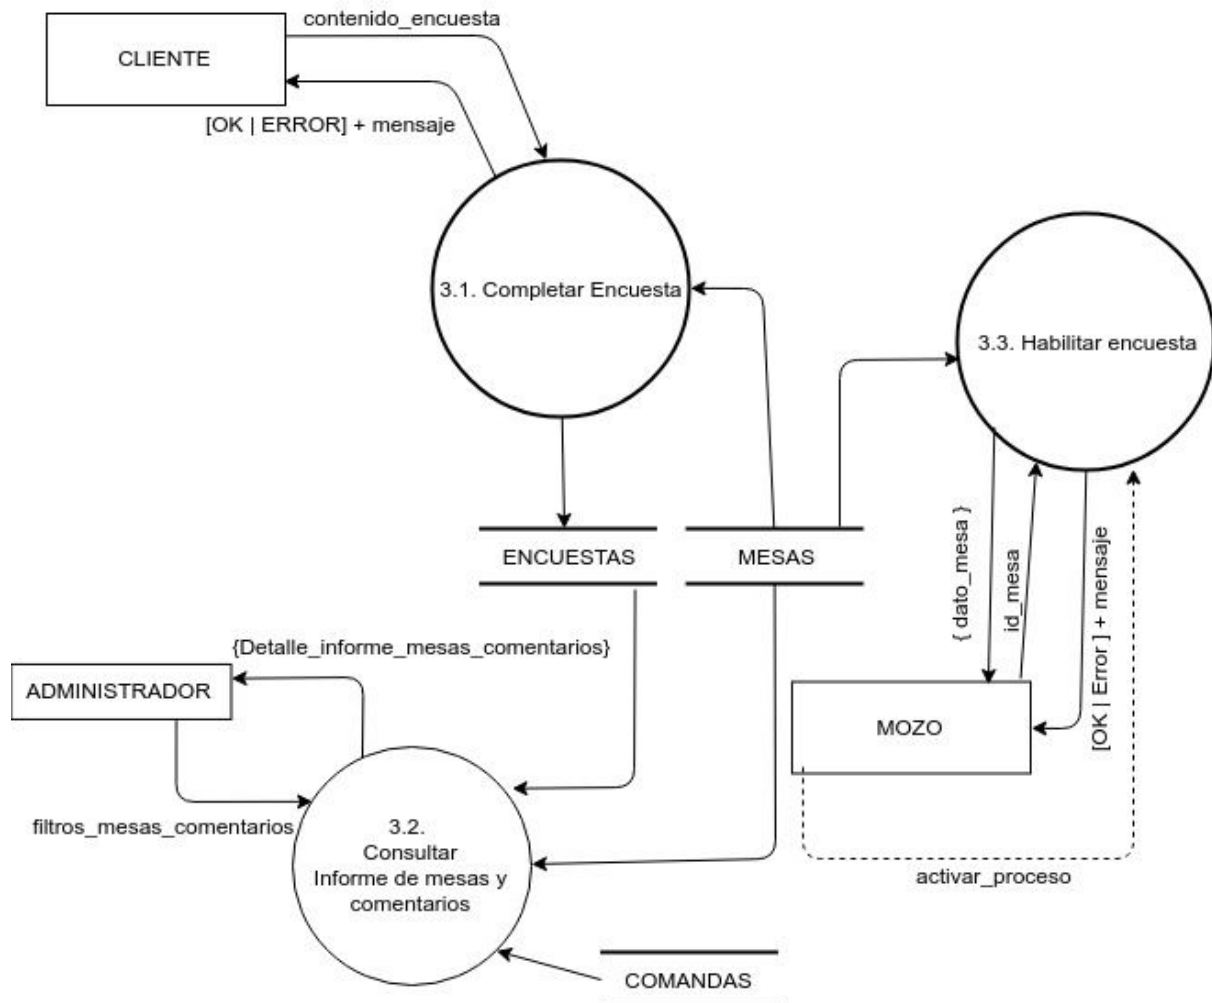 contenido_encuesta
CLIENTE
[OK | ERROR] + mensaje
3.1. Completar Encuesta
3.3. Habilitar encuesta
ENCUESTAS
MESAS
{ dato_mesa }
id_mesa
[OK | Error ] + mensaje
{Detalle_informe_mesas_comentarios}
ADMINISTRADOR
MOZO
filtros_mesas_comentarios
3.2.
Consultar
Informe de mesas y
comentarios
activar_proceso
COMANDAS